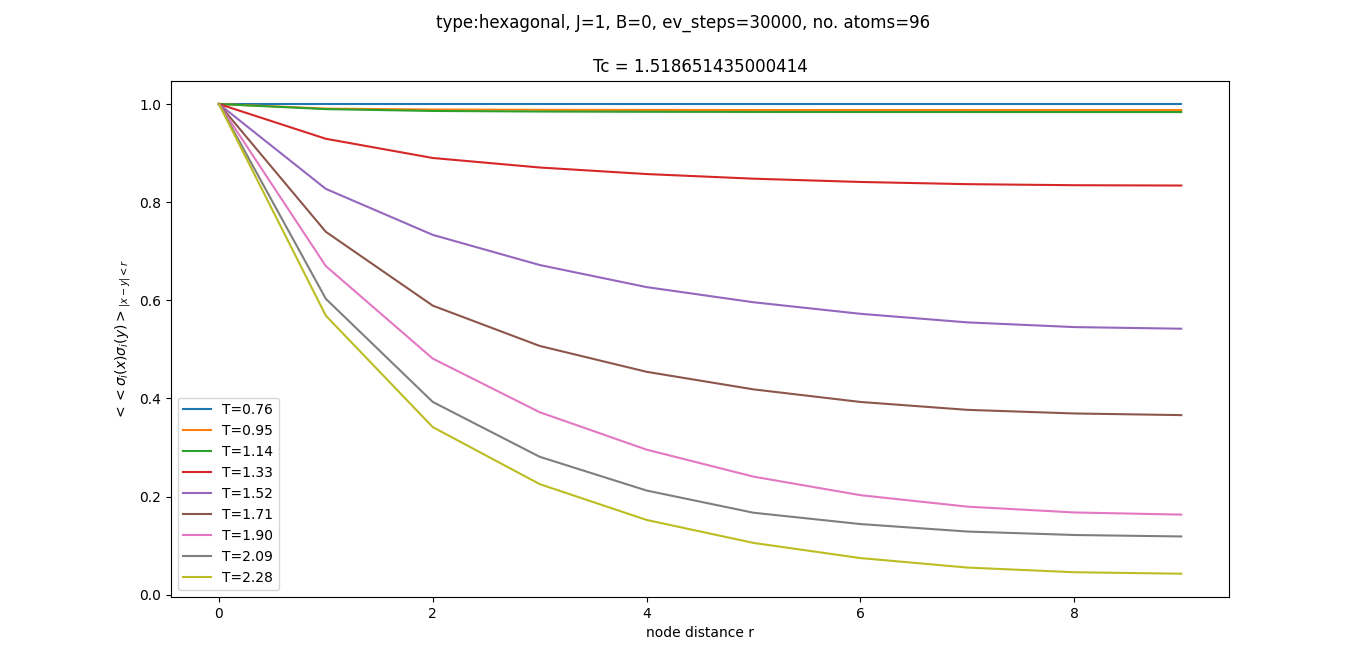 type:hexagonal, J=1, B=0, ev_steps=30000, no. atoms=96
Tc = 1.518651435000414
1.0
0.8
0.6
0.4
0.2
0.0
< < σᵢ(x)σᵢ(y) > |x − y| < r
T=0.76
T=0.95
T=1.14
T=1.33
T=1.52
T=1.71
T=1.90
T=2.09
T=2.28
0 2 4 6 8
node distance r